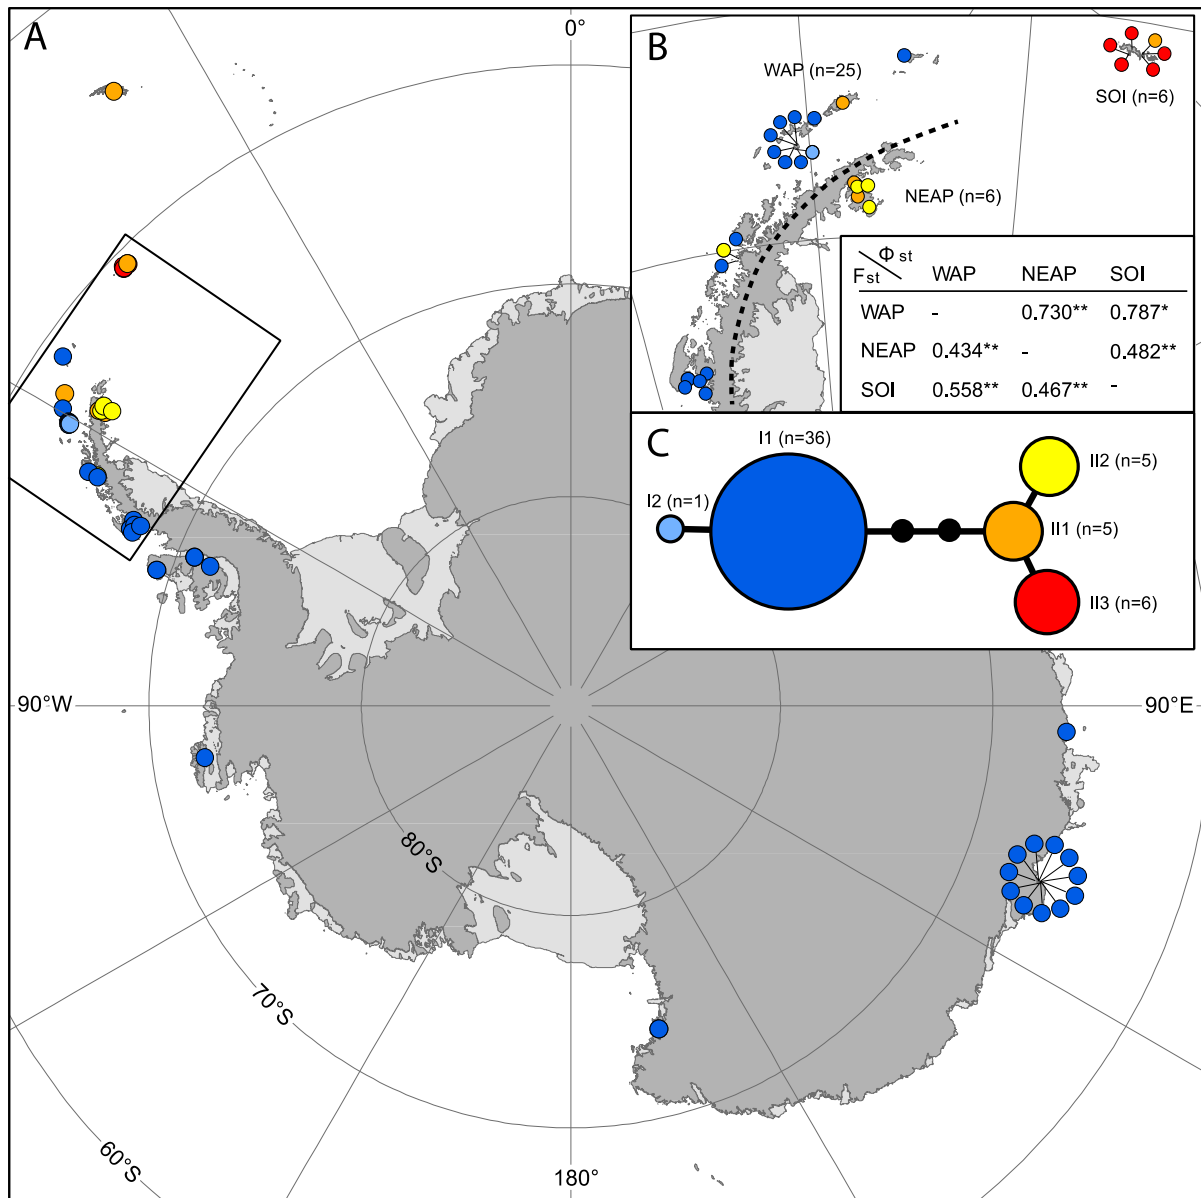 A
0°
90°W
90°E
80°S
70°S
60°S
180°
B
WAP (n=25)
SOI (n=6)
NEAP (n=6)
Φ st
Fst WAP NEAP SOI
WAP - 0.730** 0.787*
NEAP 0.434** - 0.482**
SOI 0.558** 0.467** -
C
I1 (n=36)
I2 (n=1)
II2 (n=5)
II1 (n=5)
II3 (n=6)